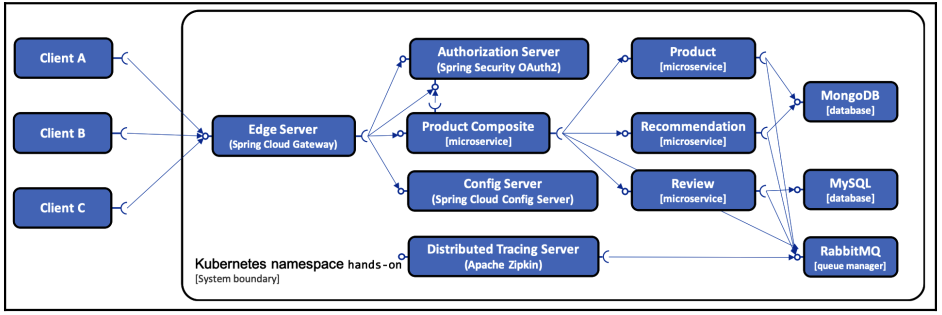 Client A
Client B
Client C
Edge Server
(Spring Cloud Gateway)
Authorization Server
(Spring Security OAuth2)
Product Composite
[microservice]
Config Server
(Spring Cloud Config Server)
Distributed Tracing Server
(Apache Zipkin)
Product
[microservice]
Recommendation
[microservice]
Review
[microservice]
MongoDB
[database]
MySQL
[database]
RabbitMQ
[queue manager]
Kubernetes namespace hands-on
[System boundary]